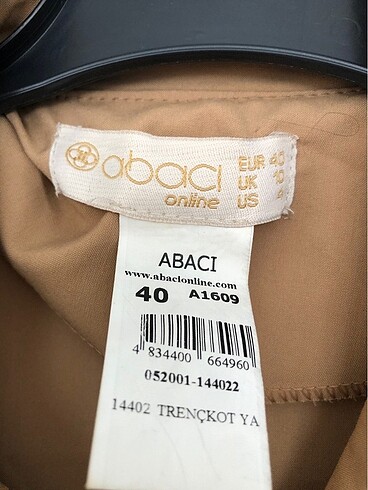 abaci
online
EUR 40
UK 10
US
ABACI
www.abacionline.com
40 A1609
4 834400 664960
052001-144022
14402 TRENÇKOT YA